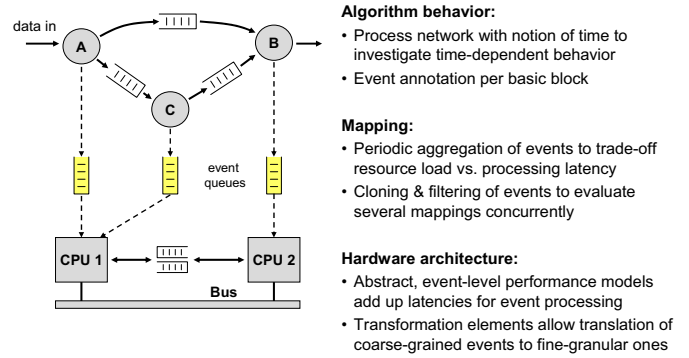 data in
A
B
C
event
queues
CPU 1
CPU 2
Bus
Algorithm behavior:
• Process network with notion of time to
investigate time-dependent behavior
• Event annotation per basic block
Mapping:
• Periodic aggregation of events to trade-off
resource load vs. processing latency
• Cloning & filtering of events to evaluate
several mappings concurrently
Hardware architecture:
• Abstract, event-level performance models
add up latencies for event processing
• Transformation elements allow translation of
coarse-grained events to fine-granular ones